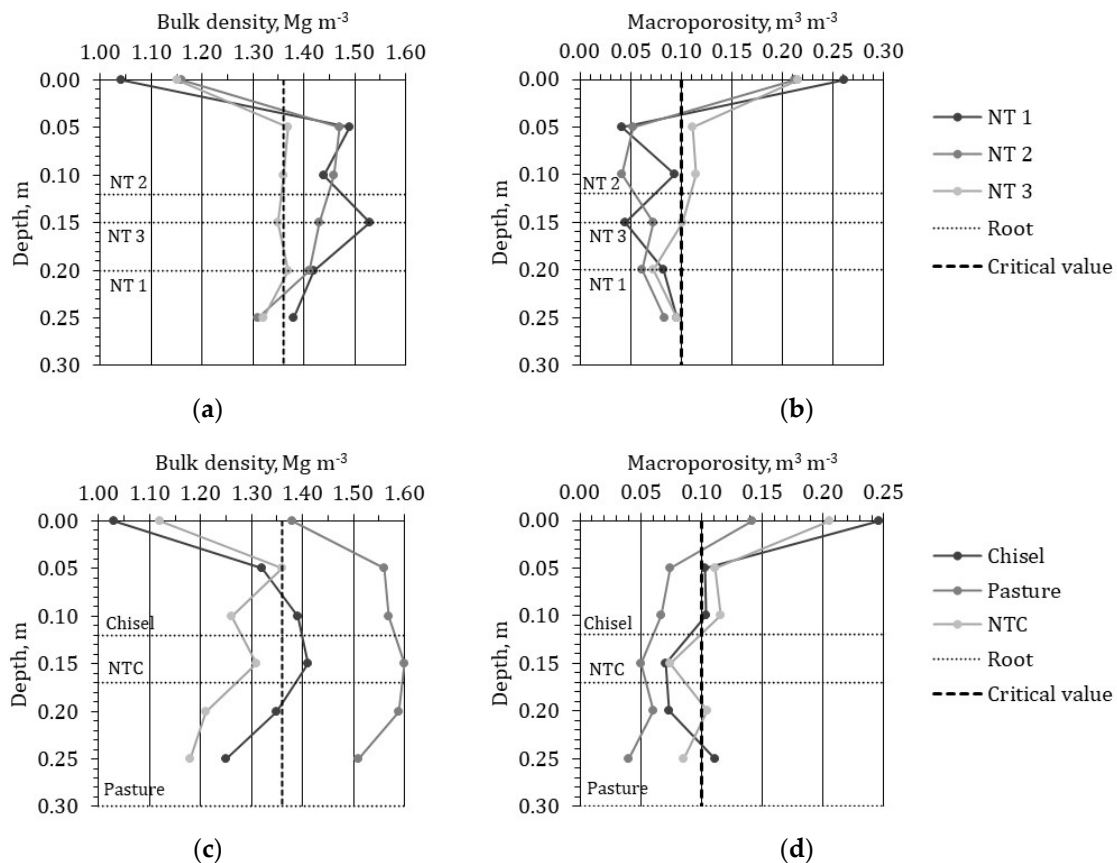 Bulk density, Mg m⁻³
1.00 1.10 1.20 1.30 1.40 1.50 1.60
0.00
0.05
0.10
0.15
0.20
0.25
0.30
Depth, m
NT 2
NT 3
NT 1
(a)
Macroporosity, m³ m⁻³
0.00 0.05 0.10 0.15 0.20 0.25 0.30
0.00
0.05
0.10
0.15
0.20
0.25
0.30
Depth, m
NT 2
NT 3
NT 1
(b)
NT 1
NT 2
NT 3
Root
Critical value
Bulk density, Mg m⁻³
1.00 1.10 1.20 1.30 1.40 1.50 1.60
0.00
0.05
0.10
0.15
0.20
0.25
0.30
Depth, m
Chisel
NTC
Pasture
(c)
Macroporosity, m³ m⁻³
0.00 0.05 0.10 0.15 0.20 0.25
0.00
0.05
0.10
0.15
0.20
0.25
0.30
Depth, m
Chisel
NTC
Pasture
(d)
Chisel
Pasture
NTC
Root
Critical value